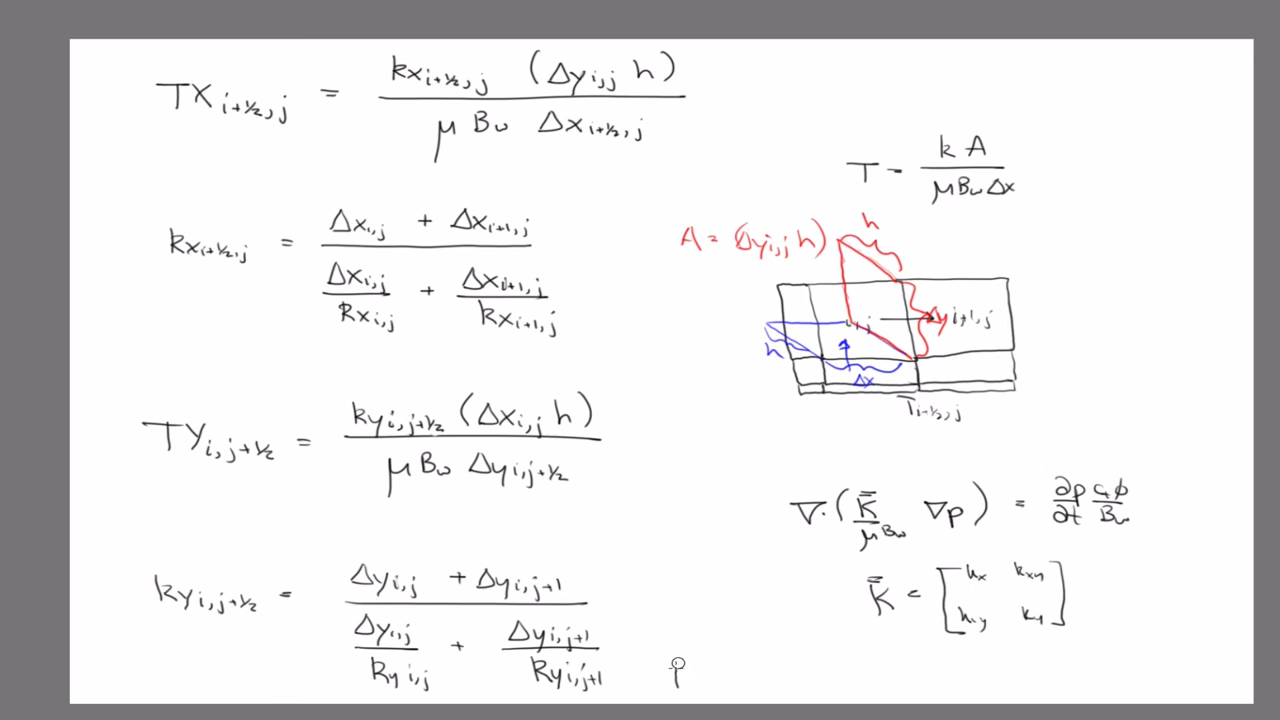 TX i+1/2, j = kx i+1/2, j (Δy i,j h) / μ Bw Δx i+1/2, j
T = k A / μ Bw Δx
kx i+1/2, j = Δx i,j + Δx i+1, j / Δx i,j / kx i,j + Δx i+1, j / kx i+1, j
A = (Δy i,j h)
h
i,j
Δy
i+1, j
h
Δx
T i-1/2, j
TY i, j+1/2 = ky i, j+1/2 (Δx i,j h) / μ Bw Δy i, j+1/2
∇·( K̿ / μ Bw ∇p ) = ∂p/∂t ct φ / Bw
ky i, j+1/2 = Δy i,j + Δy i, j+1 / Δy i,j / ky i,j + Δy i, j+1 / ky i, j+1
K̿ = [ kx kxy
kxy ky ]